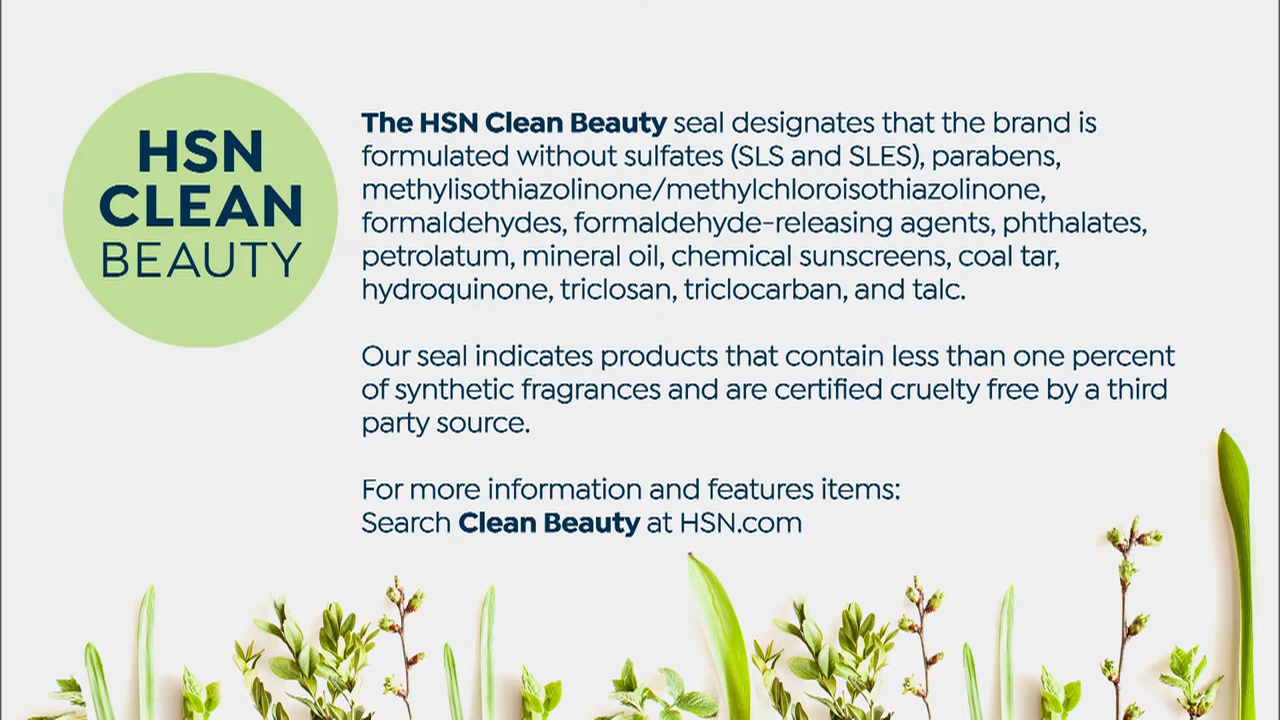 HSN
CLEAN
BEAUTY
The HSN Clean Beauty seal designates that the brand is
formulated without sulfates (SLS and SLES), parabens,
methylisothiazolinone/methylchloroisothiazolinone,
formaldehydes, formaldehyde-releasing agents, phthalates,
petrolatum, mineral oil, chemical sunscreens, coal tar,
hydroquinone, triclosan, triclocarban, and talc.
Our seal indicates products that contain less than one percent
of synthetic fragrances and are certified cruelty free by a third
party source.
For more information and features items:
Search Clean Beauty at HSN.com